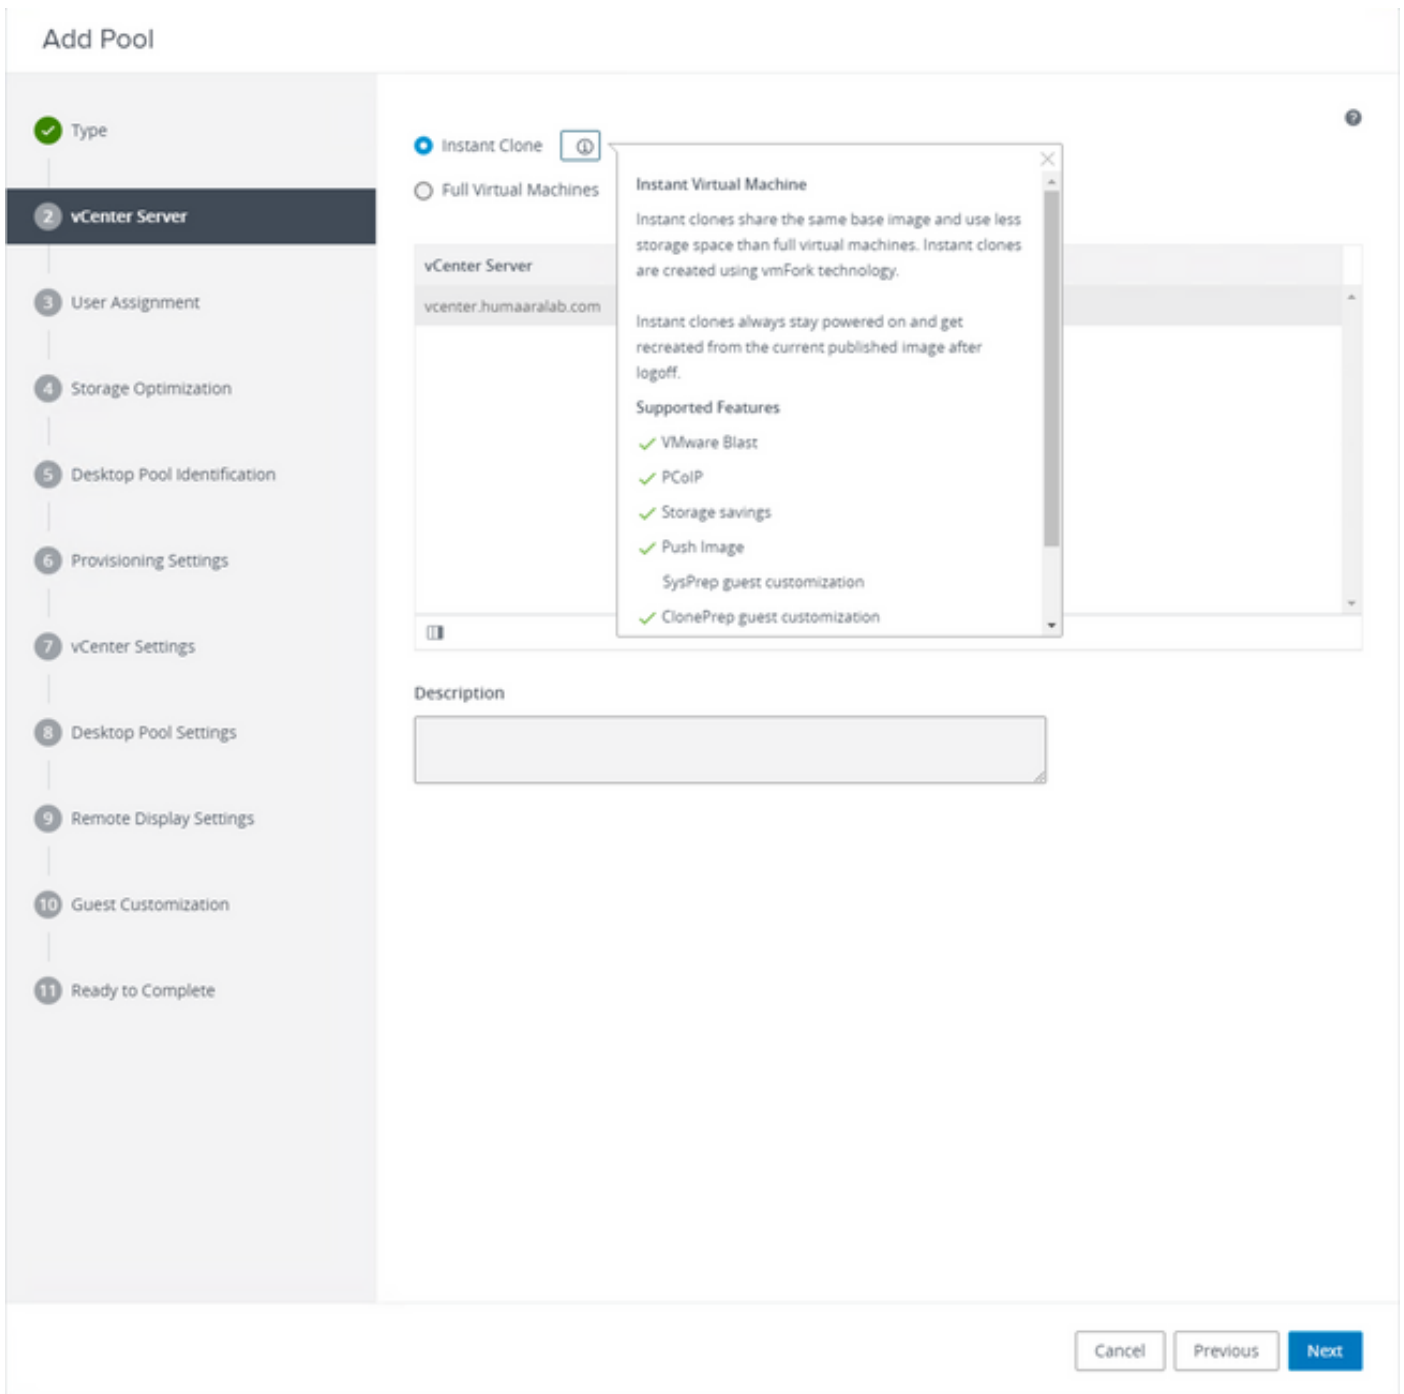 Add Pool
Type
2 vCenter Server
3 User Assignment
4 Storage Optimization
5 Desktop Pool Identification
6 Provisioning Settings
7 vCenter Settings
8 Desktop Pool Settings
9 Remote Display Settings
10 Guest Customization
11 Ready to Complete
Instant Clone
Full Virtual Machines
vCenter Server
vcenter.humaaralab.com
Instant Virtual Machine
Instant clones share the same base image and use less
storage space than full virtual machines. Instant clones
are created using vmFork technology.
Instant clones always stay powered on and get
recreated from the current published image after
logoff.
Supported Features
VMware Blast
PCoIP
Storage savings
Push Image
SysPrep guest customization
ClonePrep guest customization
Description
Cancel
Previous
Next